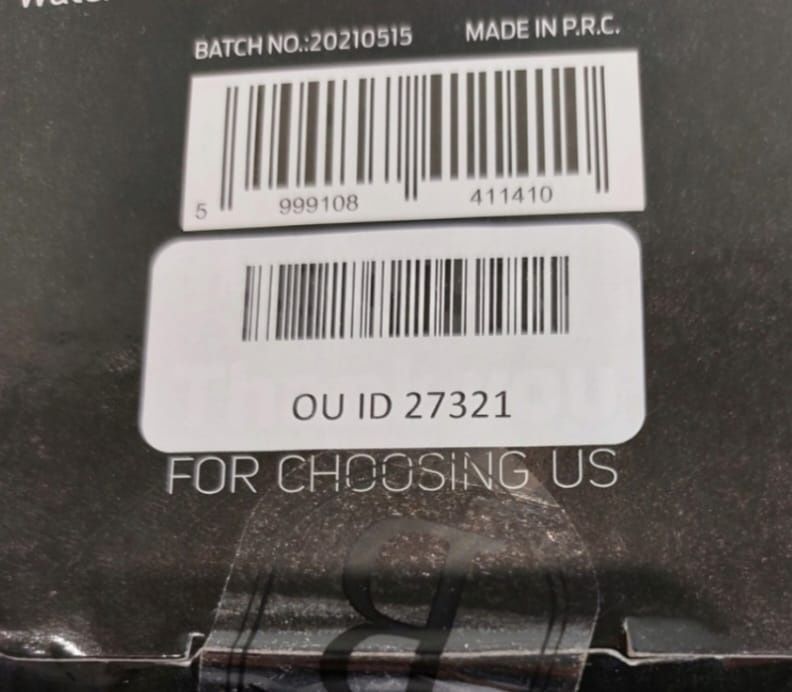 BATCH NO.:20210515 MADE IN P.R.C.
5 999108 411410
OU ID 27321
FOR CHOOSING US
B